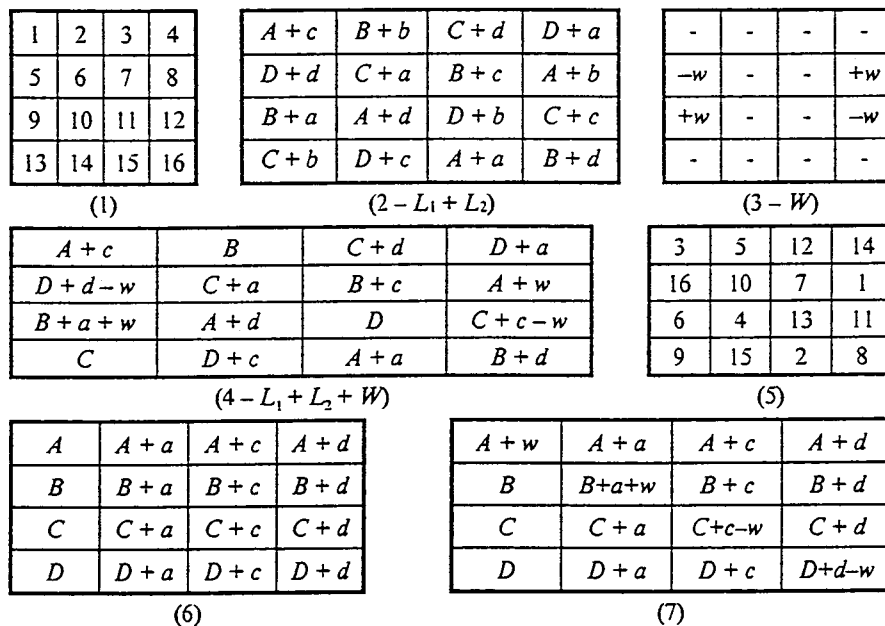 1 2 3 4
5 6 7 8
9 10 11 12
13 14 15 16
(1)
A + c B + b C + d D + a
D + d C + a B + c A + b
B + a A + d D + b C + c
C + b D + c A + a B + d
(2 – L₁ + L₂)
- - - -
–w - - +w
+w - - –w
- - - -
(3 – W)
A + c B C + d D + a
D + d – w C + a B + c A + w
B + a + w A + d D C + c – w
C D + c A + a B + d
(4 – L₁ + L₂ + W)
3 5 12 14
16 10 7 1
6 4 13 11
9 15 2 8
(5)
A A + a A + c A + d
B B + a B + c B + d
C C + a C + c C + d
D D + a D + c D + d
(6)
A + w A + a A + c A + d
B B+a+w B + c B + d
C C + a C+c–w C + d
D D + a D + c D+d–w
(7)